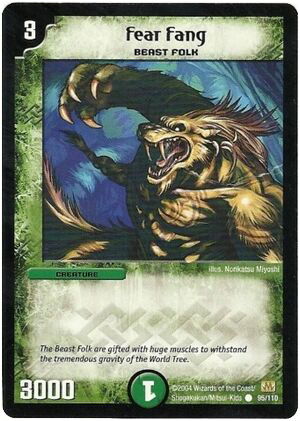 3
Fear Fang
BEAST FOLK
illus. Norikatsu Miyoshi
CREATURE
The Beast Folk are gifted with huge muscles to withstand
the tremendous gravity of the World Tree.
3000
1
©2004 Wizards of the Coast/
Shogakukan/Mitsui-Kids
95/110